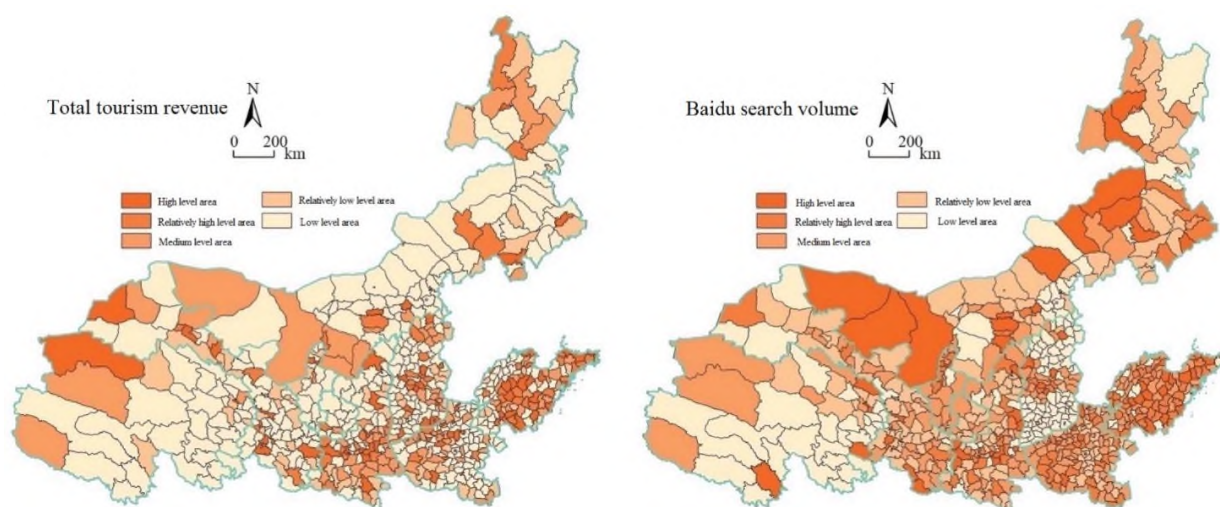 Total tourism revenue
N
0 200
km
High level area
Relatively high level area
Medium level area
Relatively low level area
Low level area
Baidu search volume
N
0 200
km
High level area
Relatively high level area
Medium level area
Relatively low level area
Low level area